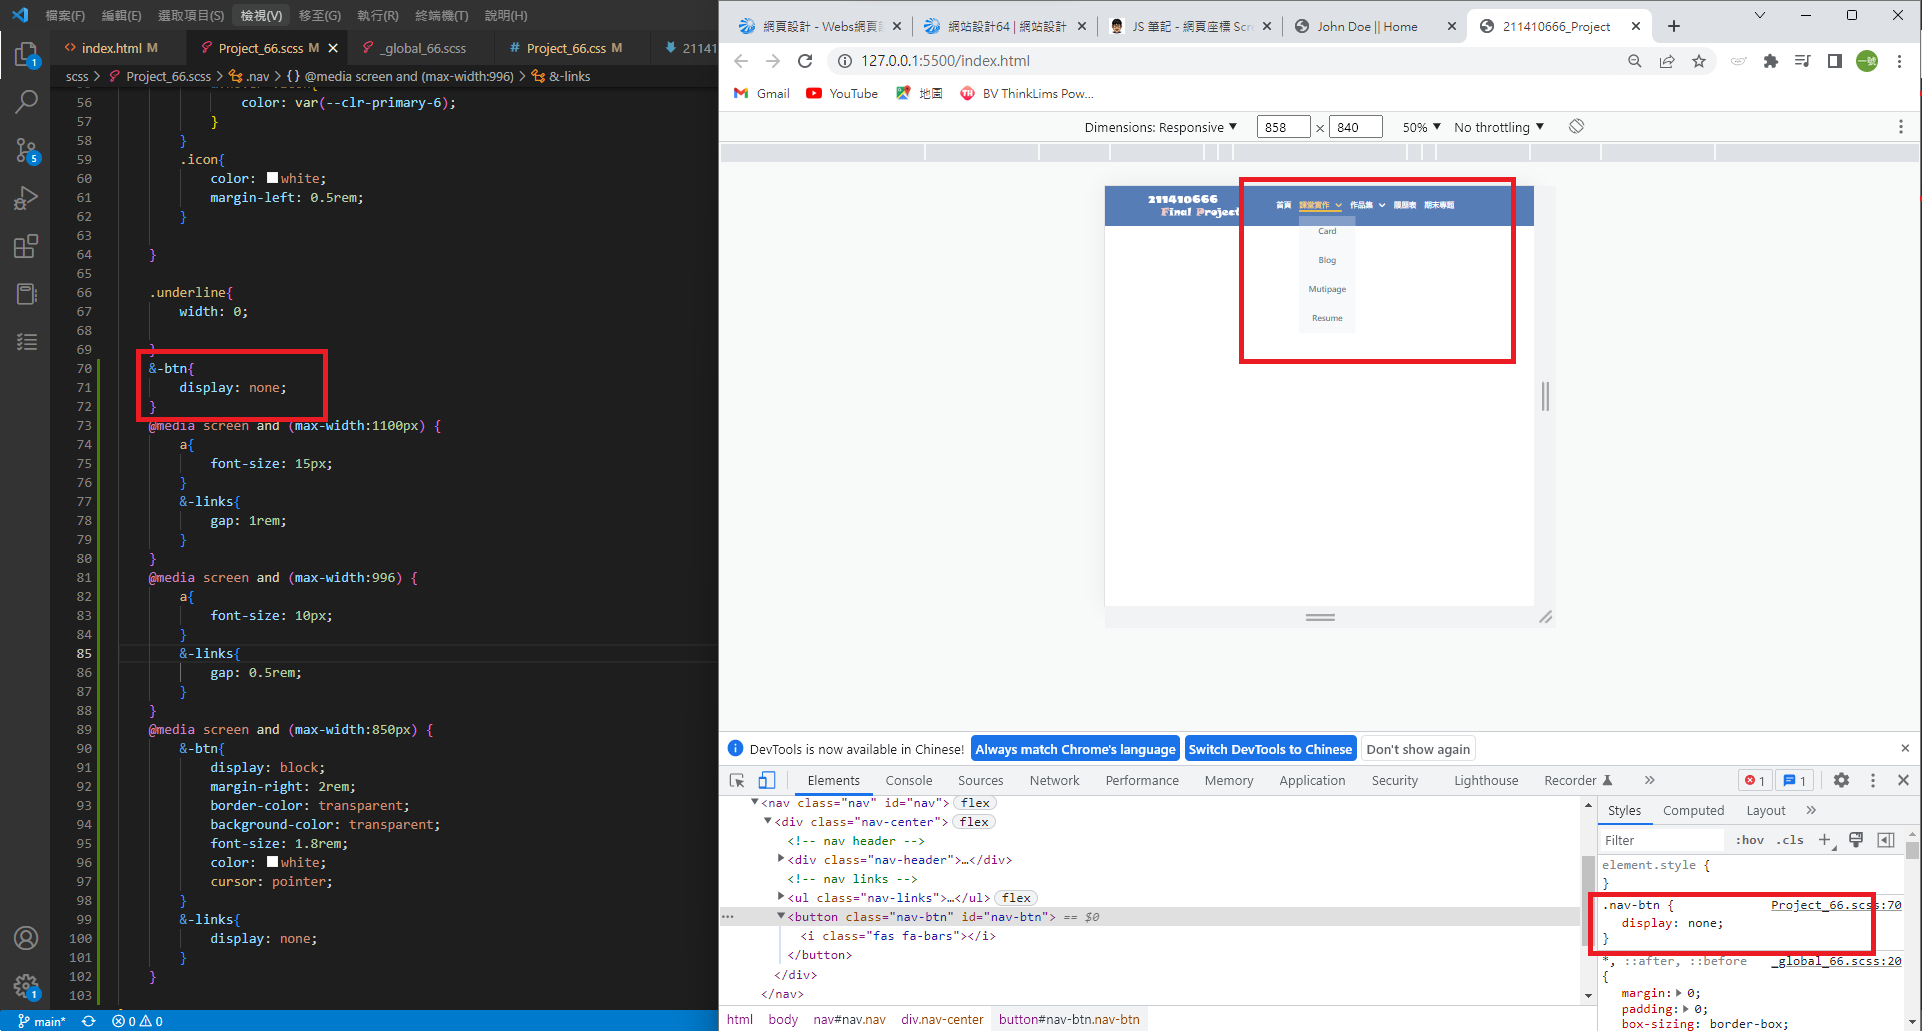 檔案(F) 編輯(E) 選取項目(S) 檢視(V) 移至(G) 執行(R) 終端機(T) 說明(H)
index.html M Project_66.scss M _global_66.scss Project_66.css M 21141
scss > Project_66.scss > .nav > {} @media screen and (max-width:996) > &-links
56 color: var(--clr-primary-6);
57 }
58 }
59 .icon{
60 color: white;
61 margin-left: 0.5rem;
62 }
63
64 }
65
66 .underline{
67 width: 0;
68
69 }
70 &-btn{
71 display: none;
72 }
73 @media screen and (max-width:1100px) {
74 a{
75 font-size: 15px;
76 }
77 &-links{
78 gap: 1rem;
79 }
80 }
81 @media screen and (max-width:996) {
82 a{
83 font-size: 10px;
84 }
85 &-links{
86 gap: 0.5rem;
87 }
88 }
89 @media screen and (max-width:850px) {
90 &-btn{
91 display: block;
92 margin-right: 2rem;
93 border-color: transparent;
94 background-color: transparent;
95 font-size: 1.8rem;
96 color: white;
97 cursor: pointer;
98 }
99 &-links{
100 display: none;
101 }
102 }
103
1
5
1
main* 0 0 0
網頁設計 - Webs網頁 網站設計64 | 網站設計 JS 筆記 - 網頁座標 Scr John Doe || Home 211410666_Project
127.0.0.1:5500/index.html
一號
Gmail YouTube 地圖 BV ThinkLims Pow...
Dimensions: Responsive ▼ 858 × 840 50% ▼ No throttling ▼
211410666
Final Project
首頁 課堂實作 作品集 履歷表 期末專題
Card
Blog
Mutipage
Resume
DevTools is now available in Chinese! Always match Chrome's language Switch DevTools to Chinese Don't show again
Elements Console Sources Network Performance Memory Application Security Lighthouse Recorder 1 1
<nav class="nav" id="nav"> flex
<div class="nav-center"> flex
<!-- nav header -->
<div class="nav-header">…</div>
<!-- nav links -->
<ul class="nav-links">…</ul> flex
<button class="nav-btn" id="nav-btn"> == $0
<i class="fas fa-bars"></i>
</button>
</div>
</nav>
html body nav#nav.nav div.nav-center button#nav-btn.nav-btn
Styles Computed Layout
Filter :hov .cls
element.style {
}
.nav-btn { Project_66.scss:70
display: none;
}
*, ::after, ::before _global_66.scss:20
{
margin: 0;
padding: 0;
box-sizing: border-box;